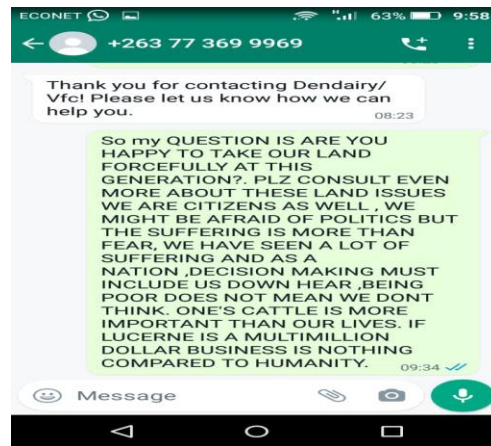 ECONET 63% 9:58
+263 77 369 9969
Thank you for contacting Dendairy/
Vfc! Please let us know how we can
help you.
08:23
So my QUESTION IS ARE YOU
HAPPY TO TAKE OUR LAND
FORCEFULLY AT THIS
GENERATION?. PLZ CONSULT EVEN
MORE ABOUT THESE LAND ISSUES
WE ARE CITIZENS AS WELL , WE
MIGHT BE AFRAID OF POLITICS BUT
THE SUFFERING IS MORE THAN
FEAR, WE HAVE SEEN A LOT OF
SUFFERING AND AS A
NATION ,DECISION MAKING MUST
INCLUDE US DOWN HEAR ,BEING
POOR DOES NOT MEAN WE DONT
THINK. ONE'S CATTLE IS MORE
IMPORTANT THAN OUR LIVES. IF
LUCERNE IS A MULTIMILLION
DOLLAR BUSINESS IS NOTHING
COMPARED TO HUMANITY.
09:34
Message